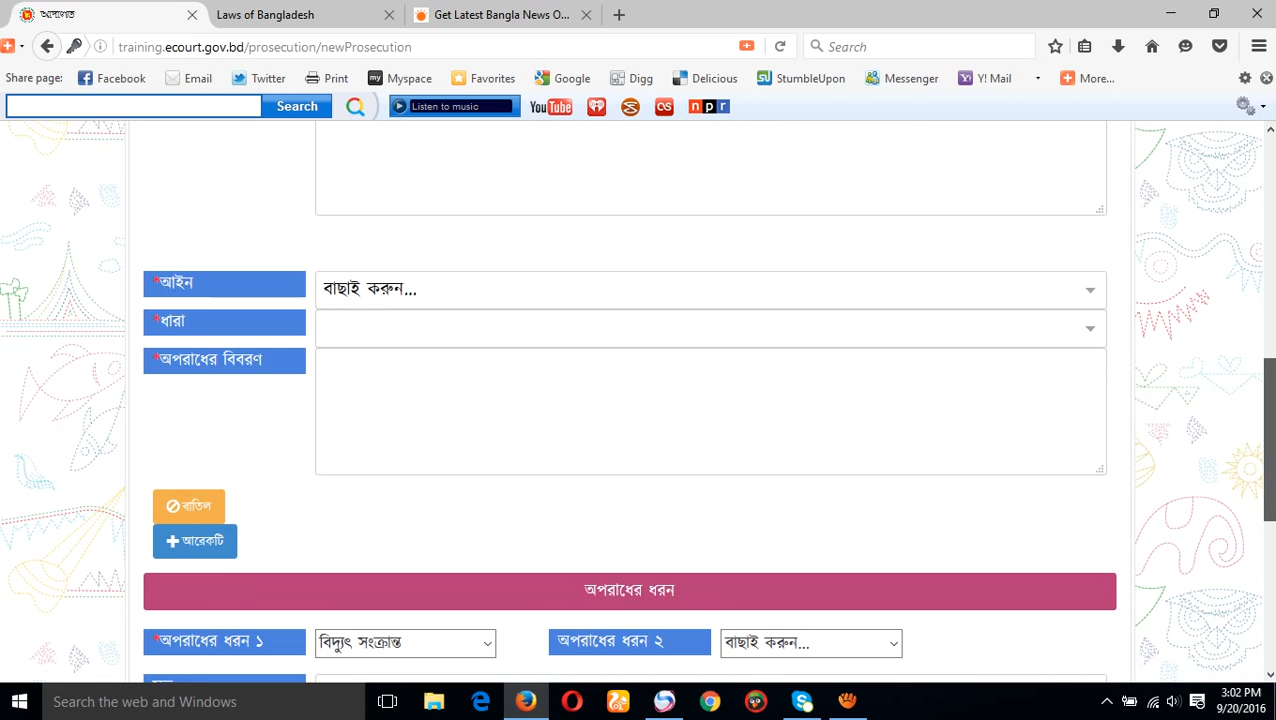 আদালত
Laws of Bangladesh
Get Latest Bangla News O...
training.ecourt.gov.bd/prosecution/newProsecution
Search
Share page: Facebook Email Twitter Print Myspace Favorites Google Digg Delicious StumbleUpon Messenger Y! Mail More...
Search Listen to music You Tube as n p r
*আইন বাছাই করুন...
*ধারা
*অপরাধের বিবরণ
বাতিল
আরেকটি
অপরাধের ধরন
*অপরাধের ধরন ১ বিদ্যুৎ সংক্রান্ত অপরাধের ধরন ২ বাছাই করুন...
Search the web and Windows
3:02 PM
9/20/2016